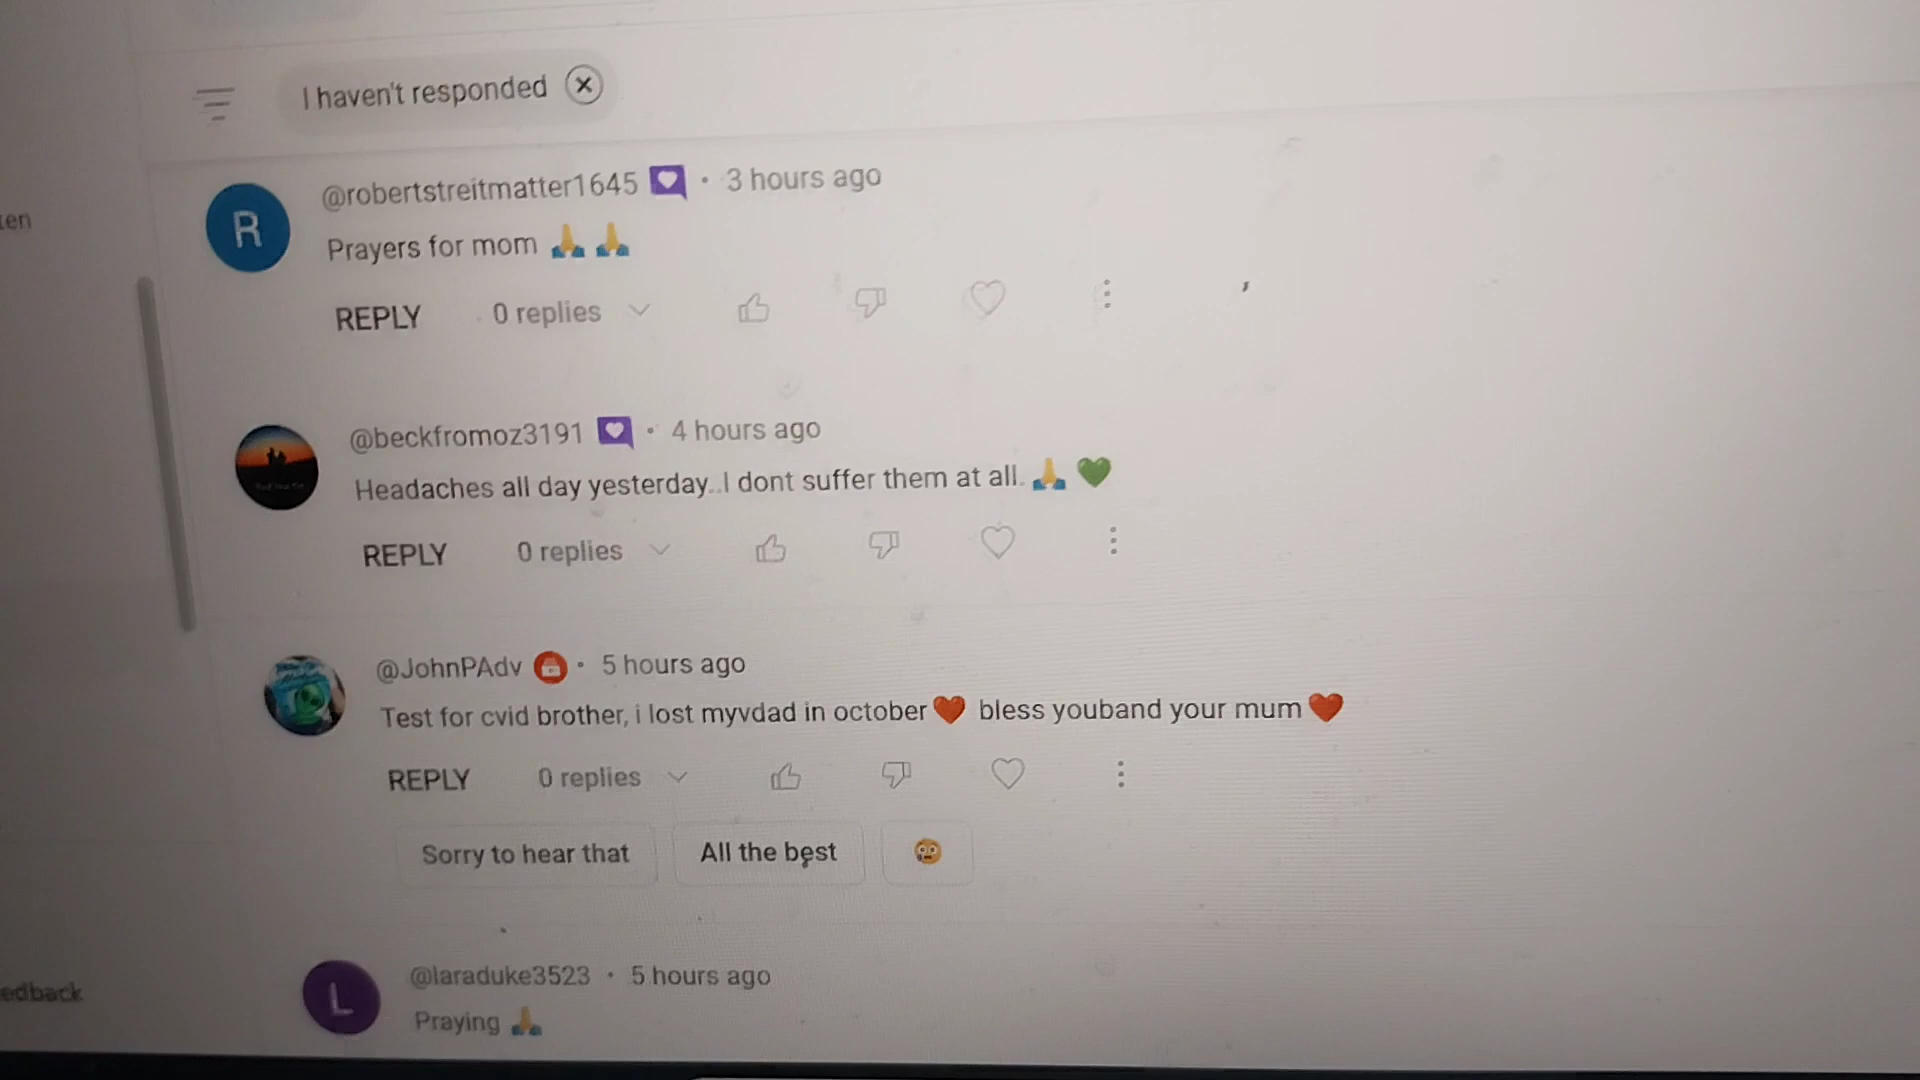 I haven't responded
@robertstreitmatter1645 · 3 hours ago
Prayers for mom 🙏 🙏
REPLY 0 replies
@beckfromoz3191 · 4 hours ago
Headaches all day yesterday..I dont suffer them at all. 🙏 💚
REPLY 0 replies
@JohnPAdv · 5 hours ago
Test for cvid brother, i lost myvdad in october❤️ bless youband your mum❤️
REPLY 0 replies
Sorry to hear that All the best
@laraduke3523 · 5 hours ago
edback
Praying 🙏